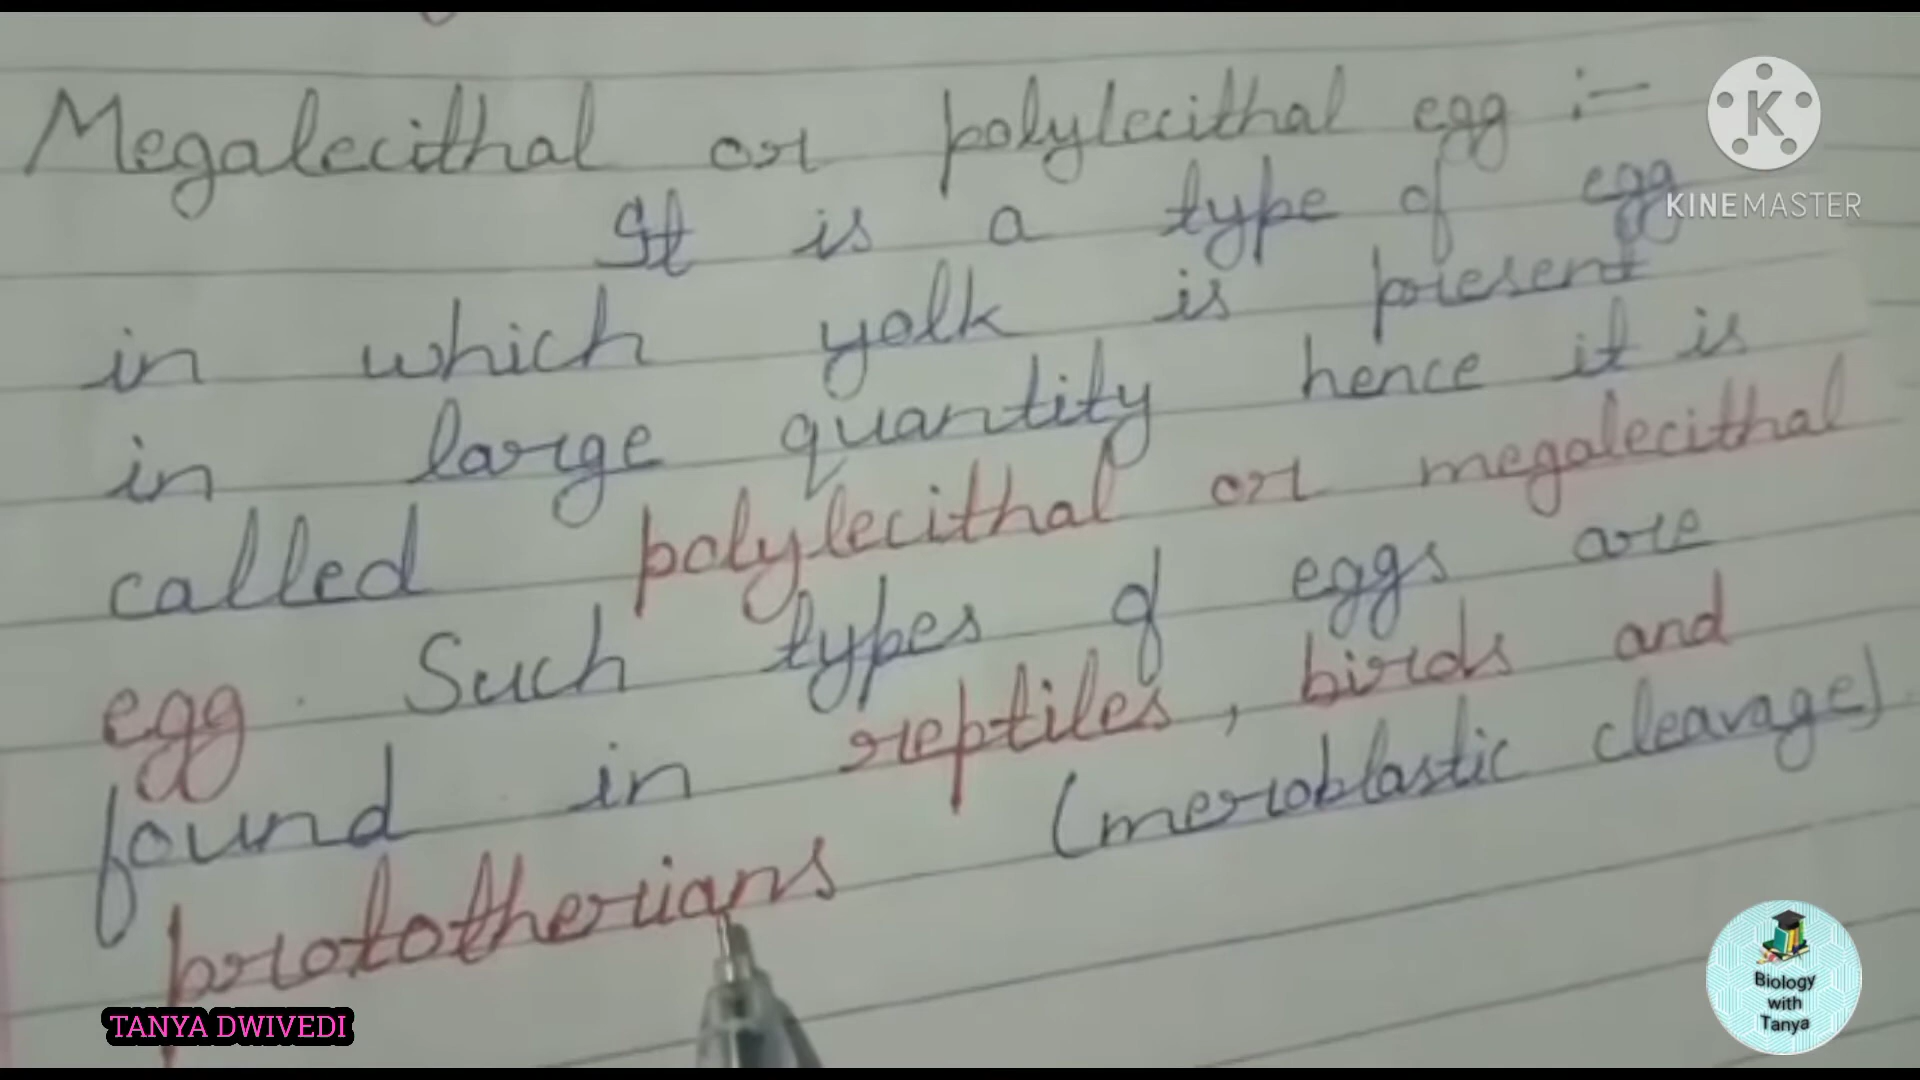 Megalecithal or polylecithal egg :-
It is a type of egg
in which yolk is present
in large quantity hence it is
called polylecithal or megalecithal
egg. Such types of eggs are
found in reptiles, birds and
prototherians (meroblastic cleavage)
K
KINEMASTER
TANYA DWIVEDI
Biology
with
Tanya